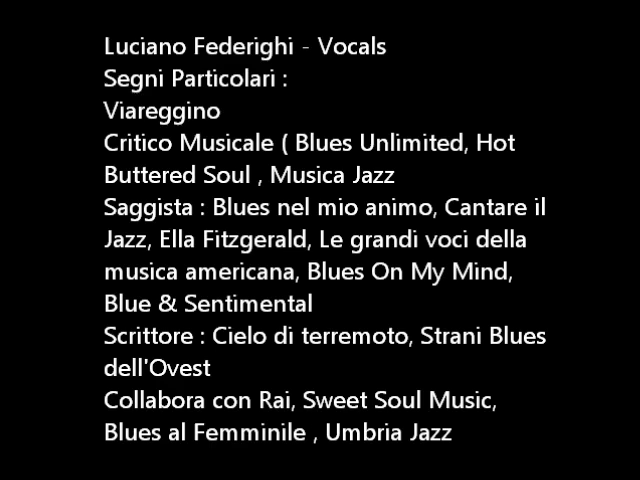 Luciano Federighi - Vocals
Segni Particolari :
Viareggino
Critico Musicale ( Blues Unlimited, Hot
Buttered Soul , Musica Jazz
Saggista : Blues nel mio animo, Cantare il
Jazz, Ella Fitzgerald, Le grandi voci della
musica americana, Blues On My Mind,
Blue & Sentimental
Scrittore : Cielo di terremoto, Strani Blues
dell'Ovest
Collabora con Rai, Sweet Soul Music,
Blues al Femminile , Umbria Jazz